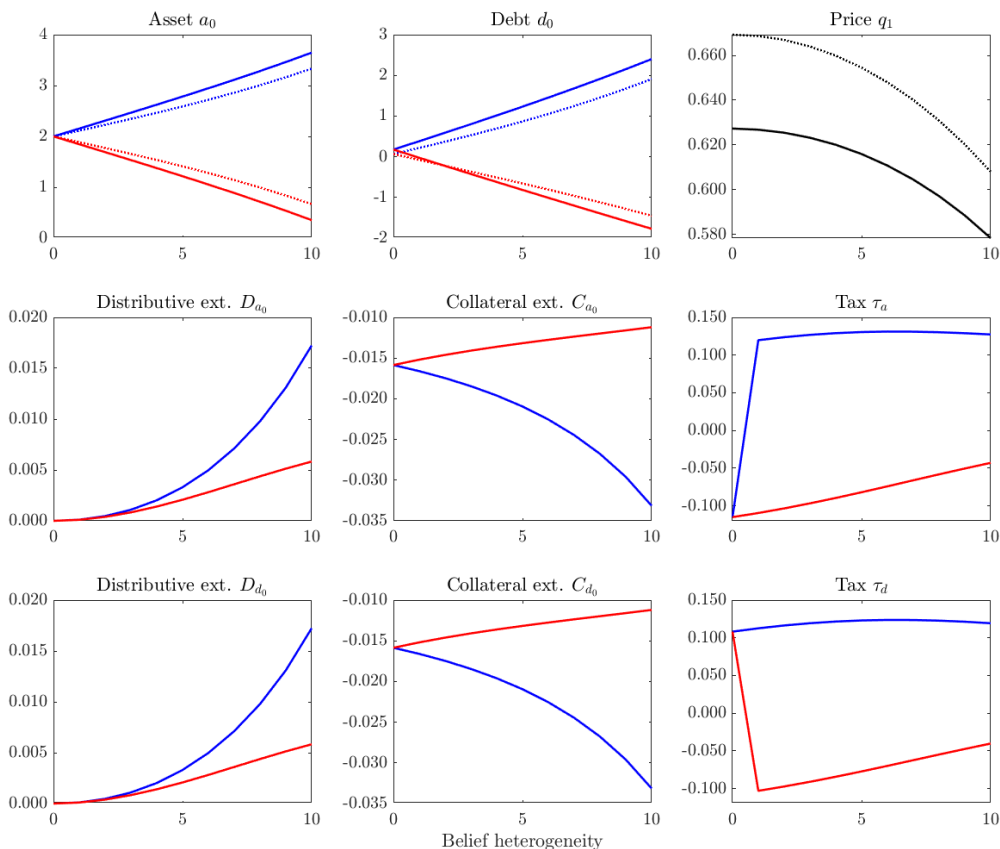 Asset a₀
4
3
2
1
0
0 5 10
Debt d₀
3
2
1
0
-1
-2
0 5 10
Price q₁
0.660
0.640
0.620
0.600
0.580
0 5 10
Distributive ext. Dₐ₀
0.020
0.015
0.010
0.005
0.000
0 5 10
Collateral ext. Cₐ₀
-0.010
-0.015
-0.020
-0.025
-0.030
-0.035
0 5 10
Tax τₐ
0.150
0.100
0.050
0.000
-0.050
-0.100
0 5 10
Distributive ext. D_d₀
0.020
0.015
0.010
0.005
0.000
0 5 10
Collateral ext. C_d₀
-0.010
-0.015
-0.020
-0.025
-0.030
-0.035
0 5 10
Tax τ_d
0.150
0.100
0.050
0.000
-0.050
-0.100
0 5 10
Belief heterogeneity